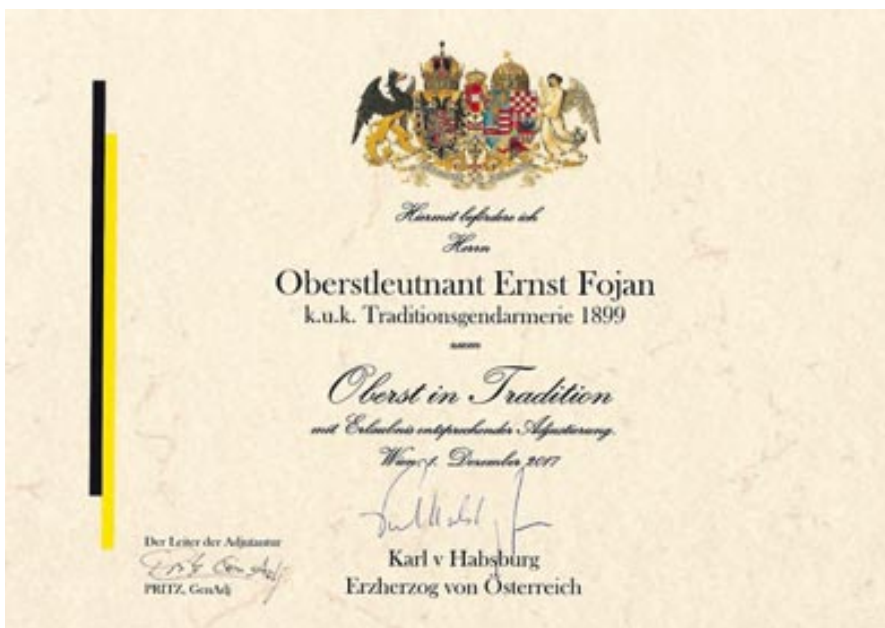 Hiermit befördere ich
Herrn
Oberstleutnant Ernst Fojan
k.u.k. Traditionsgendarmerie 1899
zum
Oberst in Tradition
mit Erlaubnis entsprechender Adjustierung.
Wien, 1. Dezember 2017
Der Leiter der Adjutantur
PRITZ, GenAdj
Karl v Habsburg
Erzherzog von Österreich